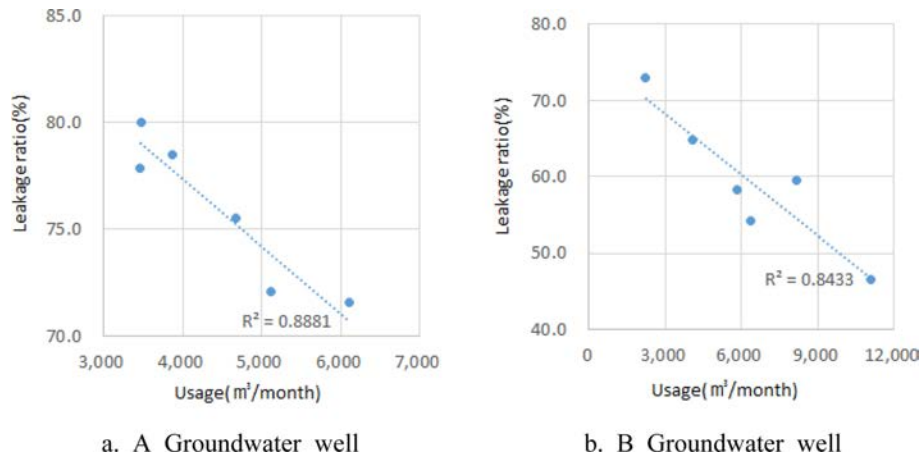 85.0
80.0
75.0
70.0
Leakage ratio(%)
R² = 0.8881
3,000 4,000 5,000 6,000 7,000
Usage(㎥/month)
a. A Groundwater well
80.0
70.0
60.0
50.0
40.0
Leakage ratio(%)
R² = 0.8433
0 3,000 6,000 9,000 12,000
Usage(㎥/month)
b. B Groundwater well